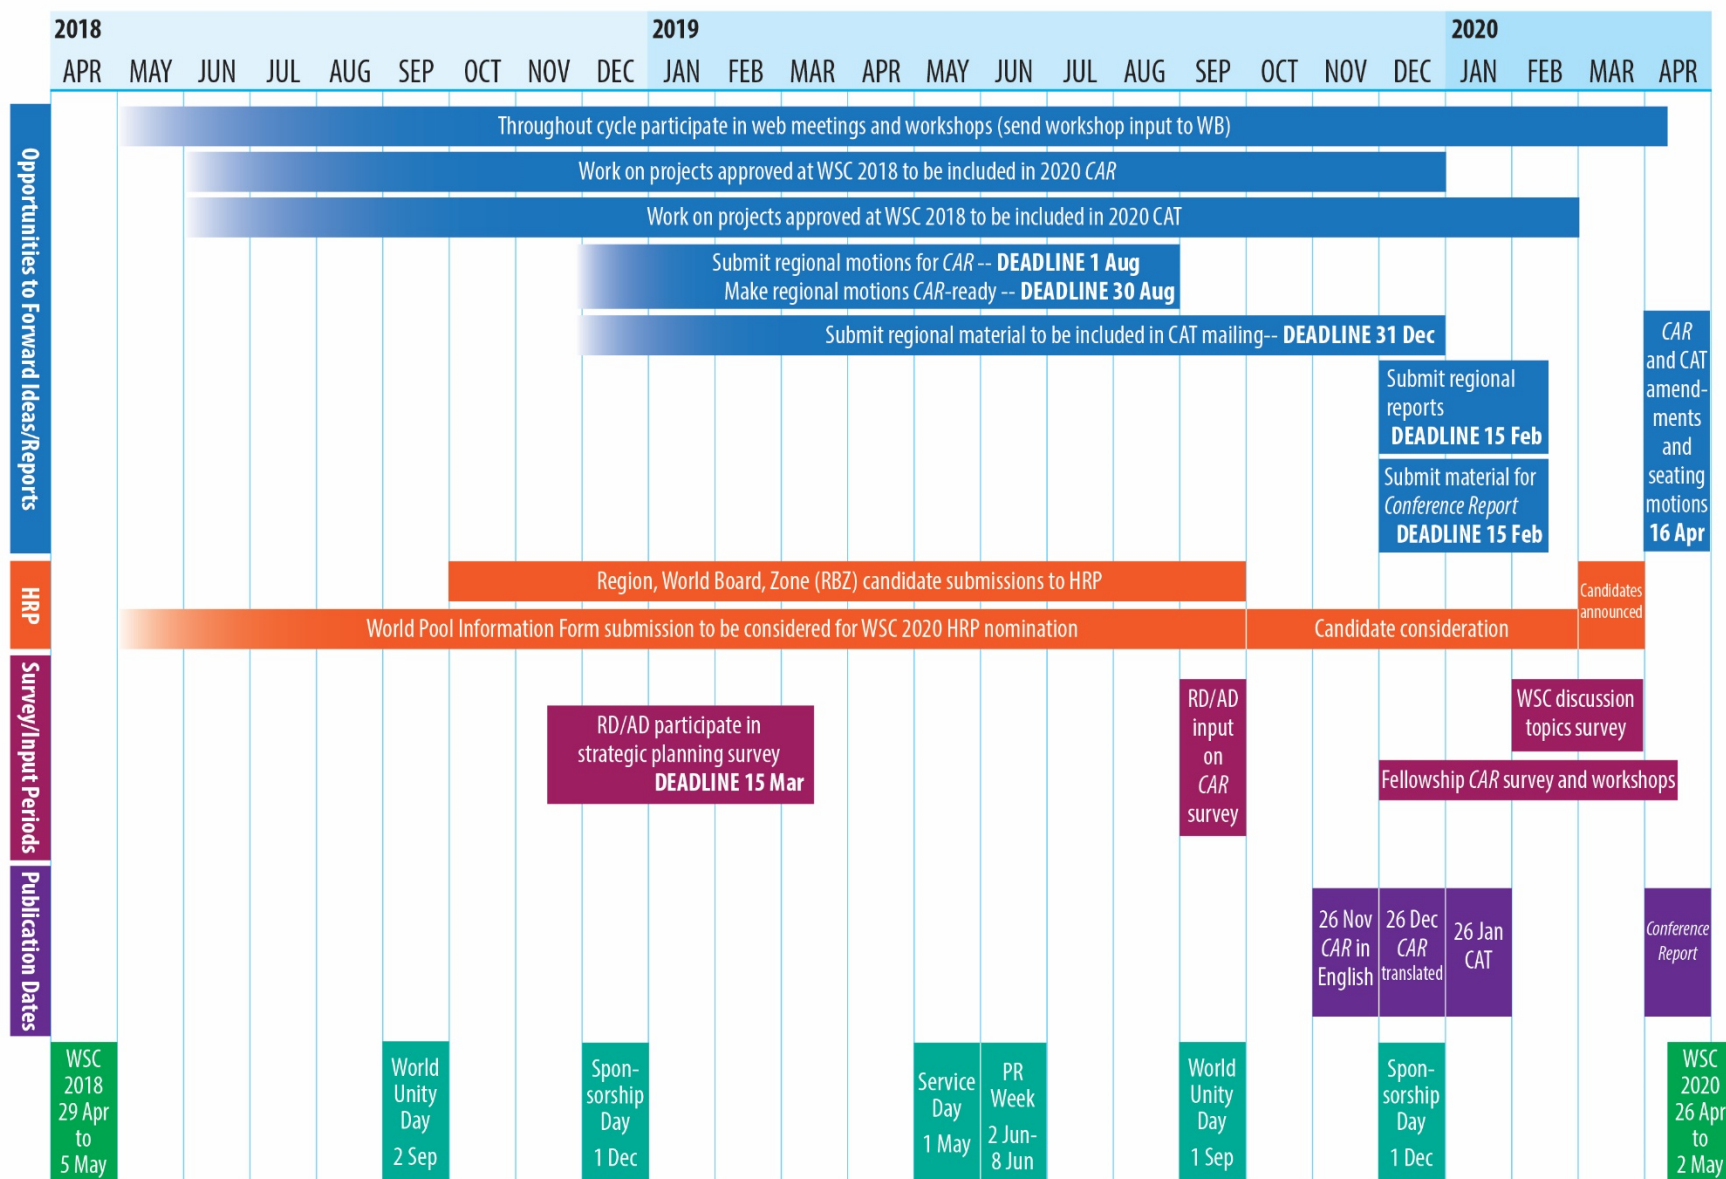 2018
2019
2020
APR MAY JUN JUL AUG SEP OCT NOV DEC JAN FEB MAR APR MAY JUN JUL AUG SEP OCT NOV DEC JAN FEB MAR APR
Opportunities to Forward Ideas/Reports
Throughout cycle participate in web meetings and workshops (send workshop input to WB)
Work on projects approved at WSC 2018 to be included in 2020 CAR
Work on projects approved at WSC 2018 to be included in 2020 CAT
Submit regional motions for CAR -- DEADLINE 1 Aug
Make regional motions CAR-ready -- DEADLINE 30 Aug
Submit regional material to be included in CAT mailing-- DEADLINE 31 Dec
Submit regional
reports
DEADLINE 15 Feb
Submit material for
Conference Report
DEADLINE 15 Feb
CAR
and CAT
amend-
ments
and
seating
motions
16 Apr
HRP
Region, World Board, Zone (RBZ) candidate submissions to HRP
World Pool Information Form submission to be considered for WSC 2020 HRP nomination
Candidate consideration
Candidates
announced
Survey/Input Periods
RD/AD participate in
strategic planning survey
DEADLINE 15 Mar
RD/AD
input
on
CAR
survey
WSC discussion
topics survey
Fellowship CAR survey and workshops
Publication Dates
26 Nov
CAR in
English
26 Dec
CAR
translated
26 Jan
CAT
Conference
Report
WSC
2018
29 Apr
to
5 May
World
Unity
Day
2 Sep
Spon-
sorship
Day
1 Dec
Service
Day
1 May
PR
Week
2 Jun-
8 Jun
World
Unity
Day
1 Sep
Spon-
sorship
Day
1 Dec
WSC
2020
26 Apr
to
2 May